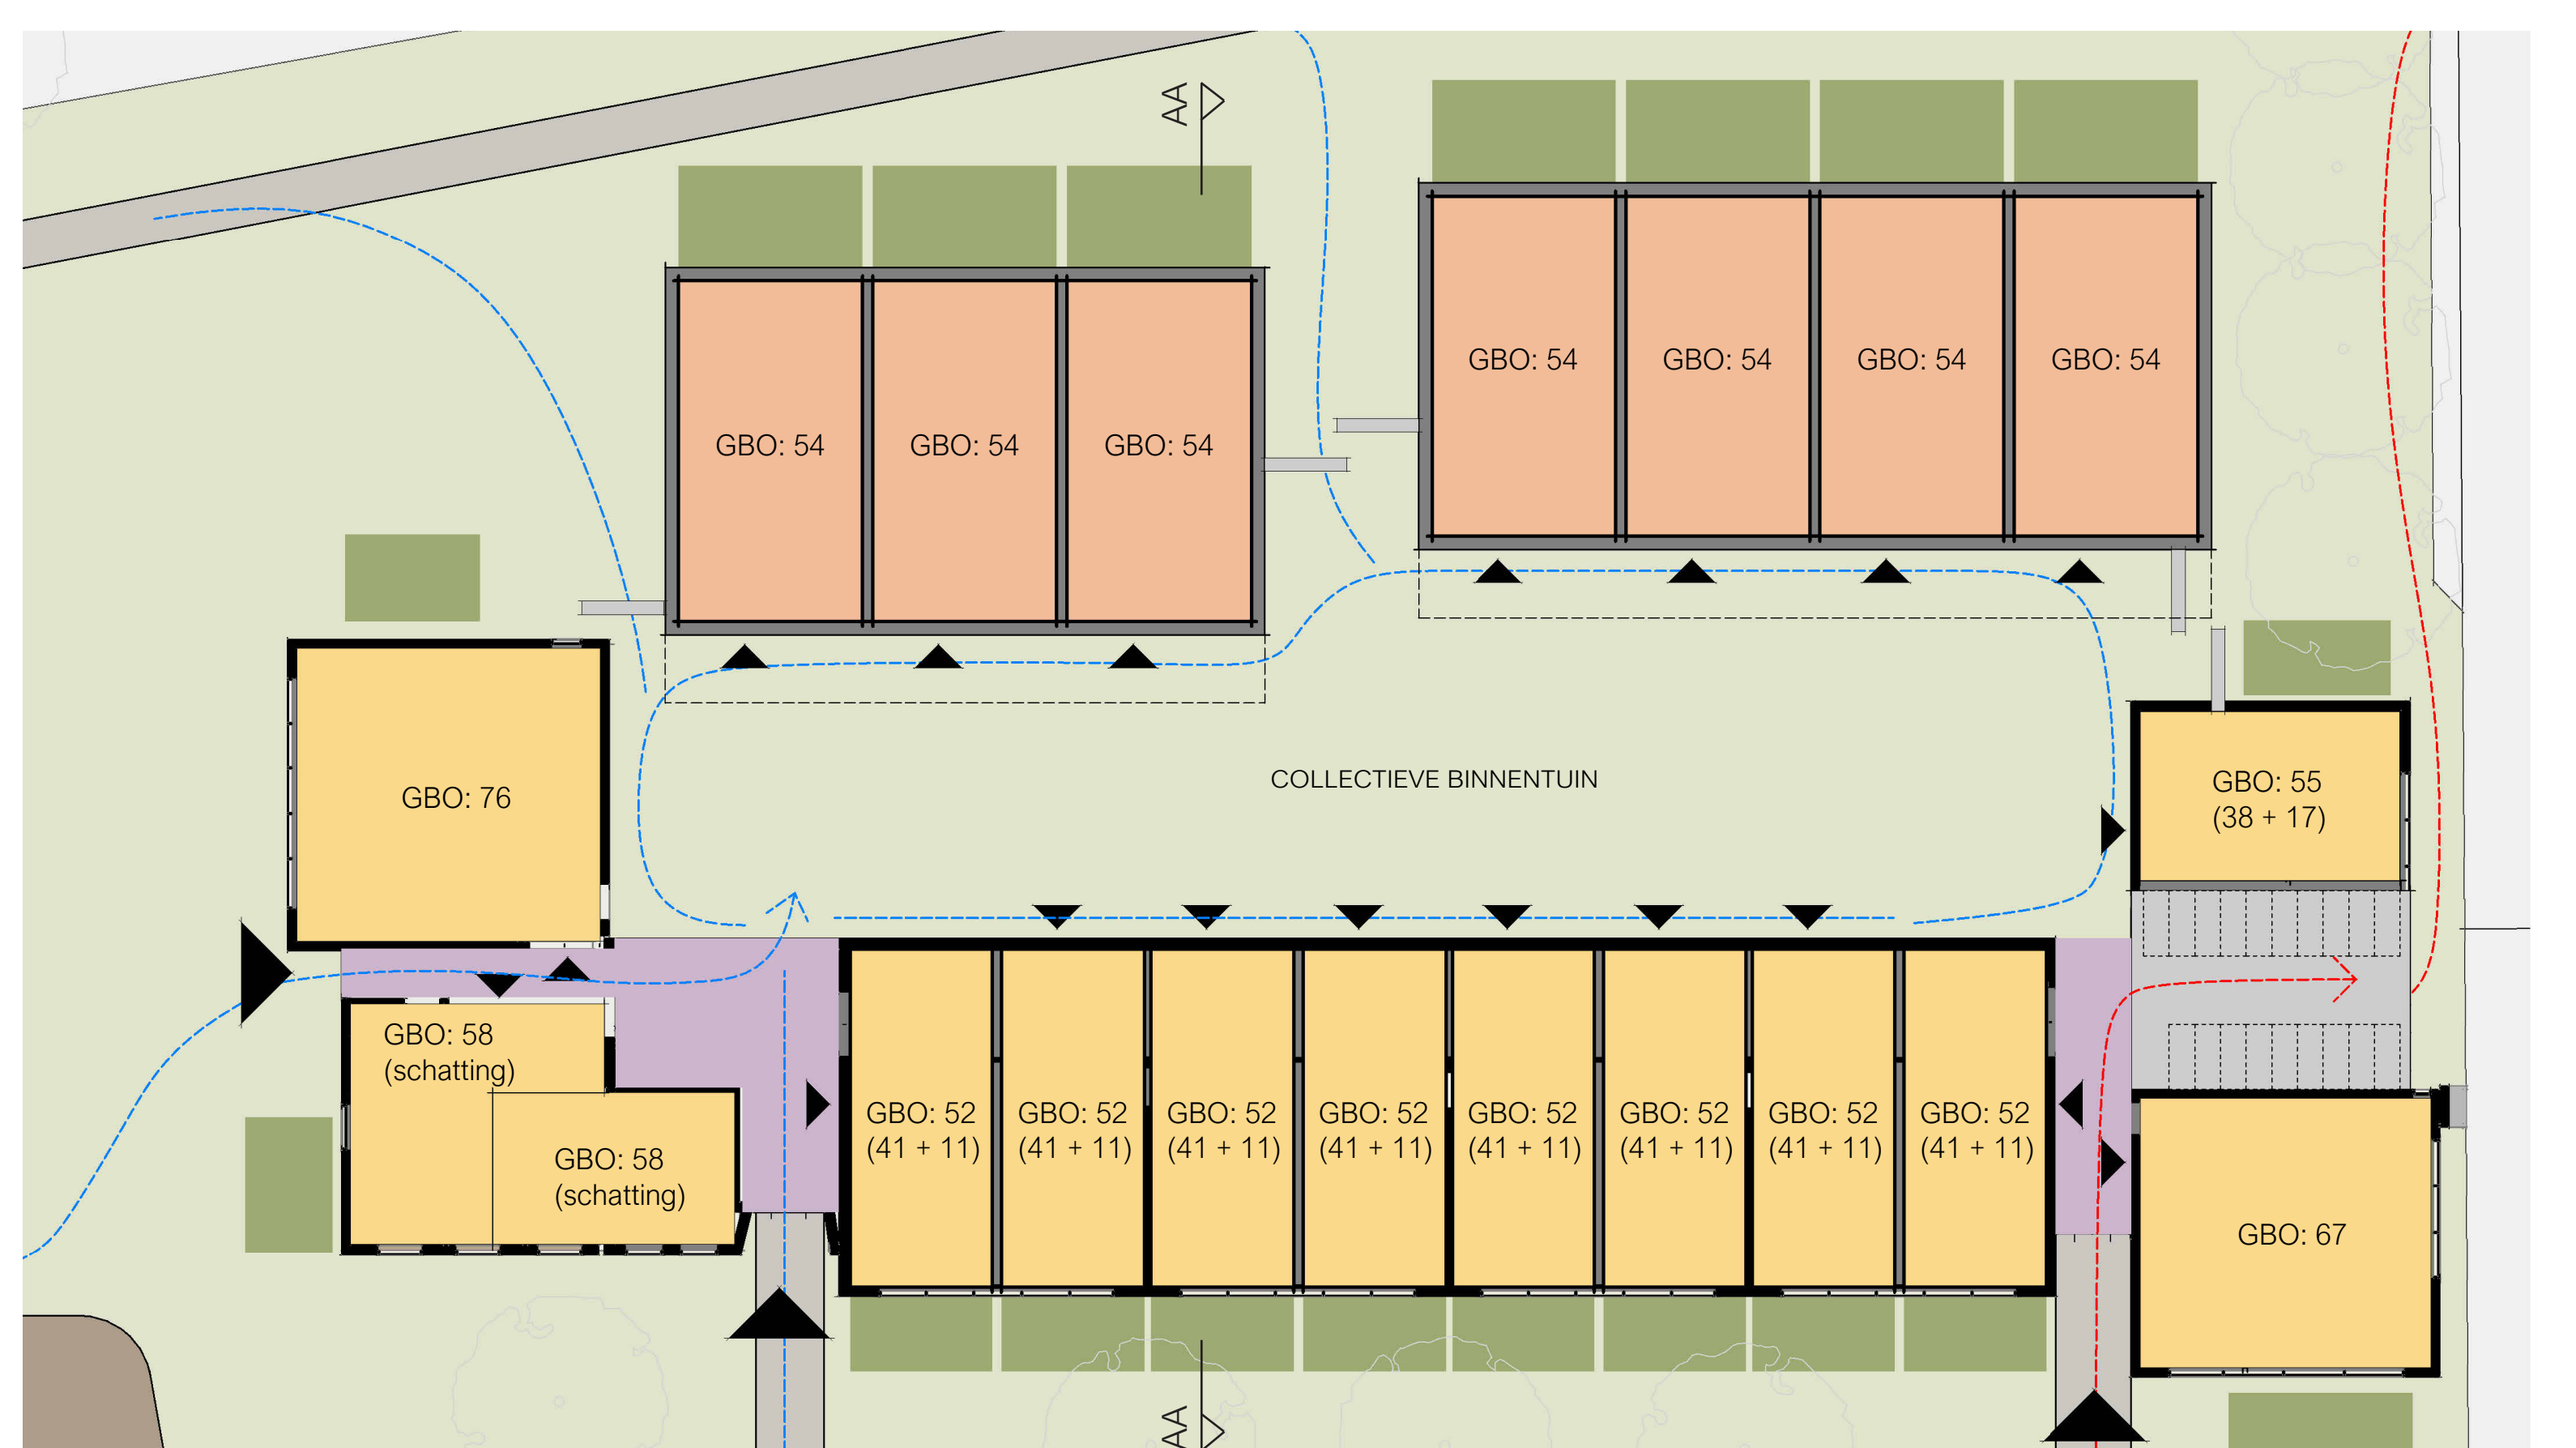 AA
GBO: 54
GBO: 54
GBO: 54
GBO: 54
GBO: 54
GBO: 54
GBO: 54
COLLECTIEVE BINNENTUIN
GBO: 76
GBO: 55
(38 + 17)
GBO: 58
(schatting)
GBO: 58
(schatting)
GBO: 52
(41 + 11)
GBO: 52
(41 + 11)
GBO: 52
(41 + 11)
GBO: 52
(41 + 11)
GBO: 52
(41 + 11)
GBO: 52
(41 + 11)
GBO: 52
(41 + 11)
GBO: 52
(41 + 11)
GBO: 67
AA